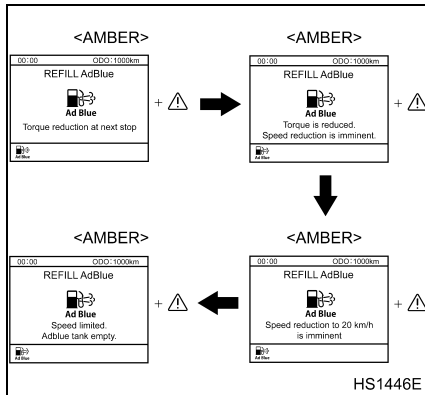 <AMBER>
00:00 ODO:1000km
REFILL AdBlue
Ad Blue
Torque reduction at next stop
Ad Blue
+
<AMBER>
00:00 ODO:1000km
REFILL AdBlue
Ad Blue
Torque is reduced.
Speed reduction is imminent.
Ad Blue
+
<AMBER>
00:00 ODO:1000km
REFILL AdBlue
Ad Blue
Speed reduction to 20 km/h
is imminent
Ad Blue
+
<AMBER>
00:00 ODO:1000km
REFILL AdBlue
Ad Blue
Speed limited.
Adblue tank empty.
Ad Blue
+
HS1446E